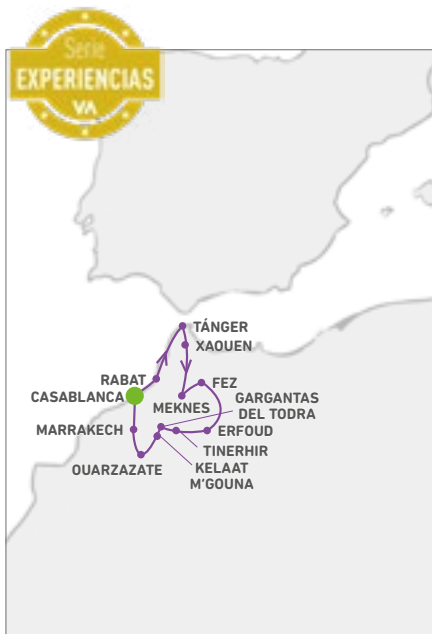 Serie
EXPERIENCIAS
VA
TÁNGER
XAOUEN
RABAT
CASABLANCA
FEZ
MEKNES
GARGANTAS
DEL TODRA
MARRAKECH
ERFOUD
TINERHIR
OUARZAZATE
KELAAT
M'GOUNA